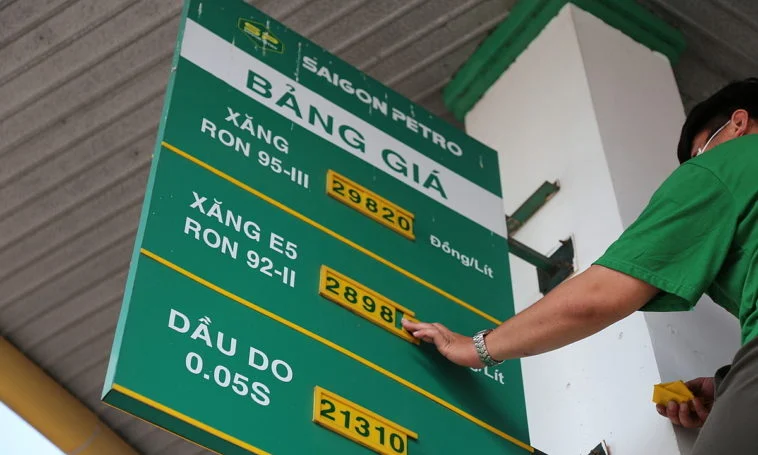 SP
SAIGON PETRO
BẢNG GIÁ
XĂNG
RON 95-III
29820
Đồng/Lít
XĂNG E5
RON 92-II
2898
g/Lít
DẦU DO
0.05S
21310